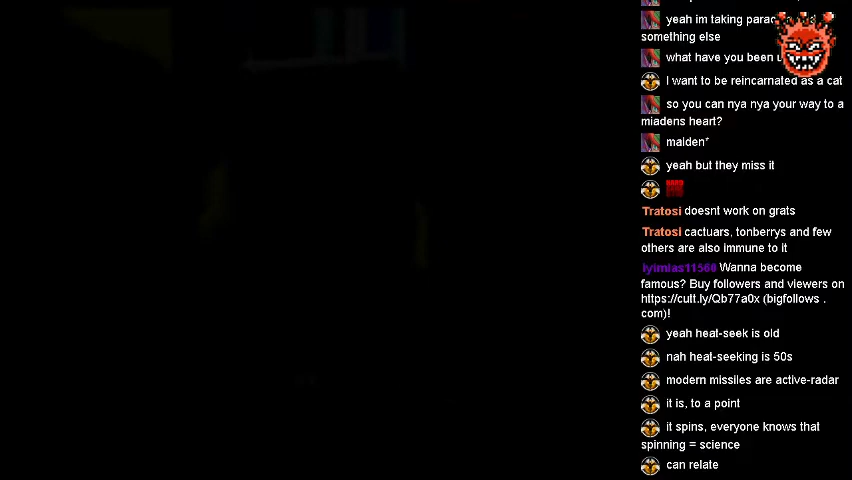 yeah im taking
something else
what have you been
I want to be reincarnated as a cat
so you can nya nya your way to a
miadens heart?
maiden*
yeah but they miss it
Tratosi doesnt work on grats
Tratosi cactuars, tonberrys and few
others are also immune to it
Wanna become
famous? Buy followers and viewers on
https://cutt.ly/Qb77a0x (bigfollows .
com)!
yeah heat-seek is old
nah heat-seeking is 50s
modern missiles are active-radar
it is, to a point
it spins, everyone knows that
spinning = science
can relate